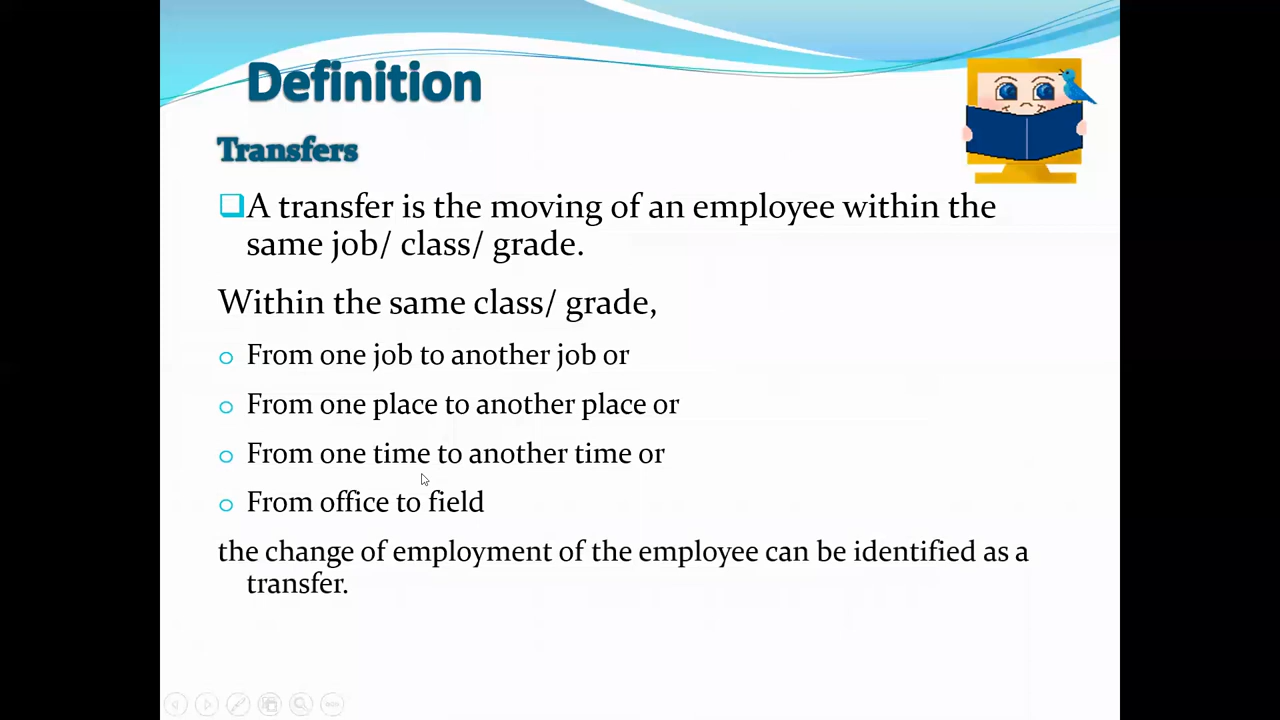 Definition
Transfers
A transfer is the moving of an employee within the
same job/ class/ grade.
Within the same class/ grade,
From one job to another job or
From one place to another place or
From one time to another time or
From office to field
the change of employment of the employee can be identified as a
transfer.